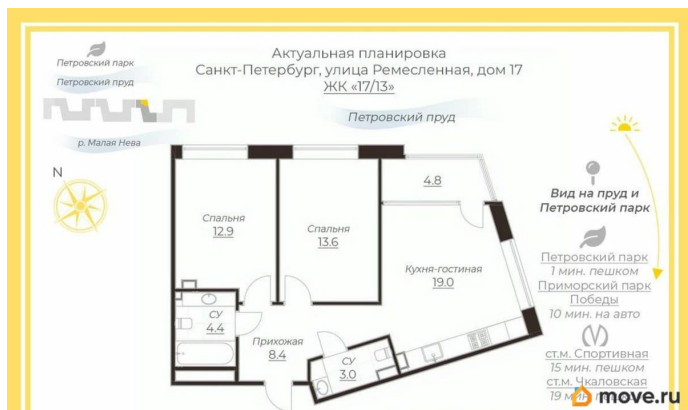 Актуальная планировка
Санкт-Петербург, улица Ремесленная, дом 17
ЖК «17/13»
Петровский парк
Петровский пруд
р. Малая Нева
Петровский пруд
N
Спальня
12.9
Спальня
13.6
4.8
Кухня-гостиная
19.0
СУ
4.4
Прихожая
8.4
СУ
3.0
Вид на пруд и
Петровский парк
Петровский парк
1 мин. пешком
Приморский парк
Победы
10 мин. на авто
ст.м. Спортивная
15 мин. пешком
ст.м. Чкаловская
19 мин. пешком
move.ru